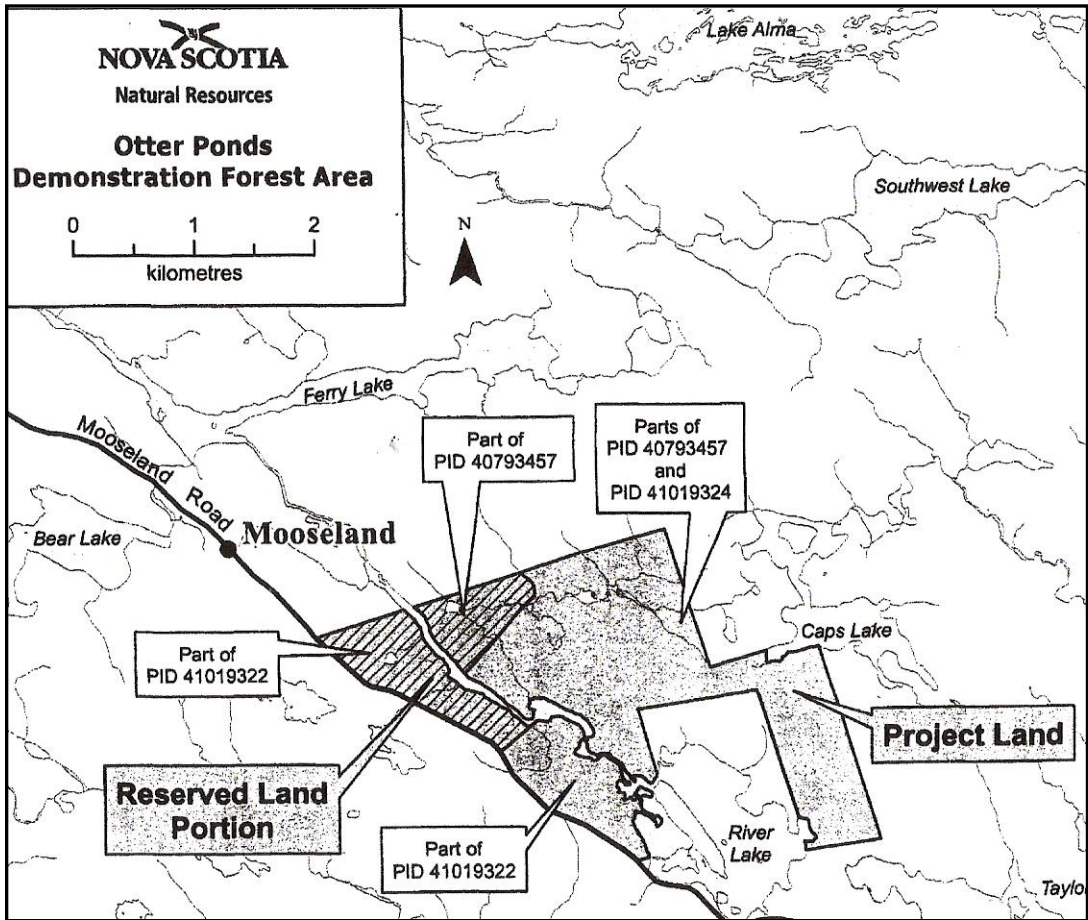 NOVA SCOTIA
Natural Resources
Otter Ponds
Demonstration Forest Area
0 1 2
kilometres
N
Lake Alma
Southwest Lake
Ferry Lake
Mooseland Road
Mooseland
Bear Lake
Part of
PID 40793457
Parts of
PID 40793457
and
PID 41019324
Part of
PID 41019322
Caps Lake
Project Land
Reserved Land
Portion
Part of
PID 41019322
River
Lake
Taylo